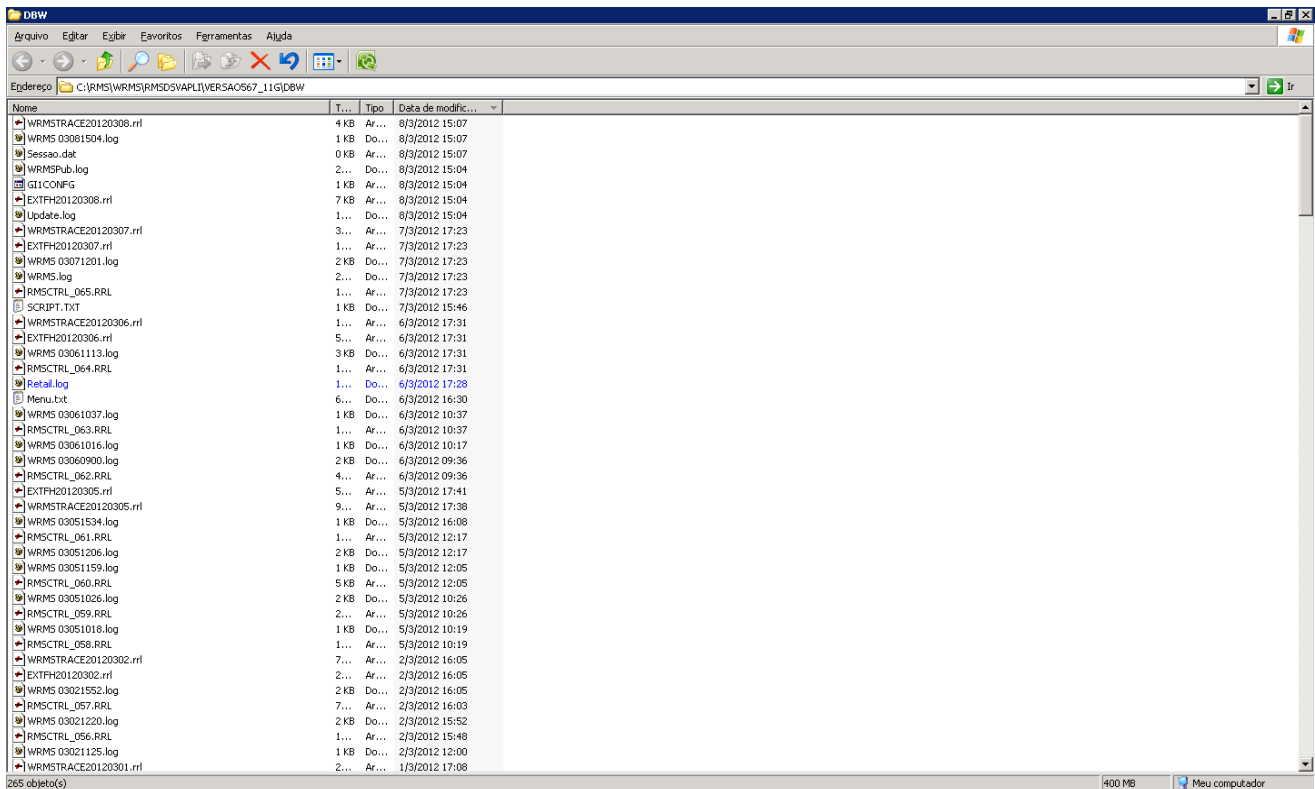 DBW
Arquivo Editar Exibir Favoritos Ferramentas Ajuda
Endereço C:\RMS\WRMS\RMSDSVAPLI\VERSAO567_11G\DBW Ir
Nome T... Tipo Data de modific...
WRMSTRACE20120308.rrl 4 KB Ar... 8/3/2012 15:07
WRMS 03081504.log 1 KB Do... 8/3/2012 15:07
Sessao.dat 0 KB Ar... 8/3/2012 15:07
WRMSPub.log 2... Do... 8/3/2012 15:04
GI1CONFG 1 KB Ar... 8/3/2012 15:04
EXTFH20120308.rrl 7 KB Ar... 8/3/2012 15:04
Update.log 1... Do... 8/3/2012 15:04
WRMSTRACE20120307.rrl 3... Ar... 7/3/2012 17:23
EXTFH20120307.rrl 1... Ar... 7/3/2012 17:23
WRMS 03071201.log 2 KB Do... 7/3/2012 17:23
WRMS.log 2... Do... 7/3/2012 17:23
RMSCTRL_065.RRL 1... Ar... 7/3/2012 17:23
SCRIPT.TXT 1 KB Do... 7/3/2012 15:46
WRMSTRACE20120306.rrl 1... Ar... 6/3/2012 17:31
EXTFH20120306.rrl 5... Ar... 6/3/2012 17:31
WRMS 03061113.log 3 KB Do... 6/3/2012 17:31
RMSCTRL_064.RRL 1... Ar... 6/3/2012 17:31
Retail.log 1... Do... 6/3/2012 17:28
Menu.txt 6... Do... 6/3/2012 16:30
WRMS 03061037.log 1 KB Do... 6/3/2012 10:37
RMSCTRL_063.RRL 1... Ar... 6/3/2012 10:37
WRMS 03061016.log 1 KB Do... 6/3/2012 10:17
WRMS 03060900.log 2 KB Do... 6/3/2012 09:36
RMSCTRL_062.RRL 4... Ar... 6/3/2012 09:36
EXTFH20120305.rrl 5... Ar... 5/3/2012 17:41
WRMSTRACE20120305.rrl 9... Ar... 5/3/2012 17:38
WRMS 03051534.log 1 KB Do... 5/3/2012 16:08
RMSCTRL_061.RRL 1... Ar... 5/3/2012 12:17
WRMS 03051206.log 2 KB Do... 5/3/2012 12:17
WRMS 03051159.log 1 KB Do... 5/3/2012 12:05
RMSCTRL_060.RRL 5 KB Ar... 5/3/2012 12:05
WRMS 03051026.log 2 KB Do... 5/3/2012 10:26
RMSCTRL_059.RRL 2... Ar... 5/3/2012 10:26
WRMS 03051018.log 1 KB Do... 5/3/2012 10:19
RMSCTRL_058.RRL 1... Ar... 5/3/2012 10:19
WRMSTRACE20120302.rrl 7... Ar... 2/3/2012 16:05
EXTFH20120302.rrl 2... Ar... 2/3/2012 16:05
WRMS 03021552.log 2 KB Do... 2/3/2012 16:05
RMSCTRL_057.RRL 7... Ar... 2/3/2012 16:03
WRMS 03021220.log 2 KB Do... 2/3/2012 15:52
RMSCTRL_056.RRL 1... Ar... 2/3/2012 15:48
WRMS 03021125.log 1 KB Do... 2/3/2012 12:00
WRMSTRACE20120301.rrl 2... Ar... 1/3/2012 17:08
265 objeto(s) 400 MB Meu computador